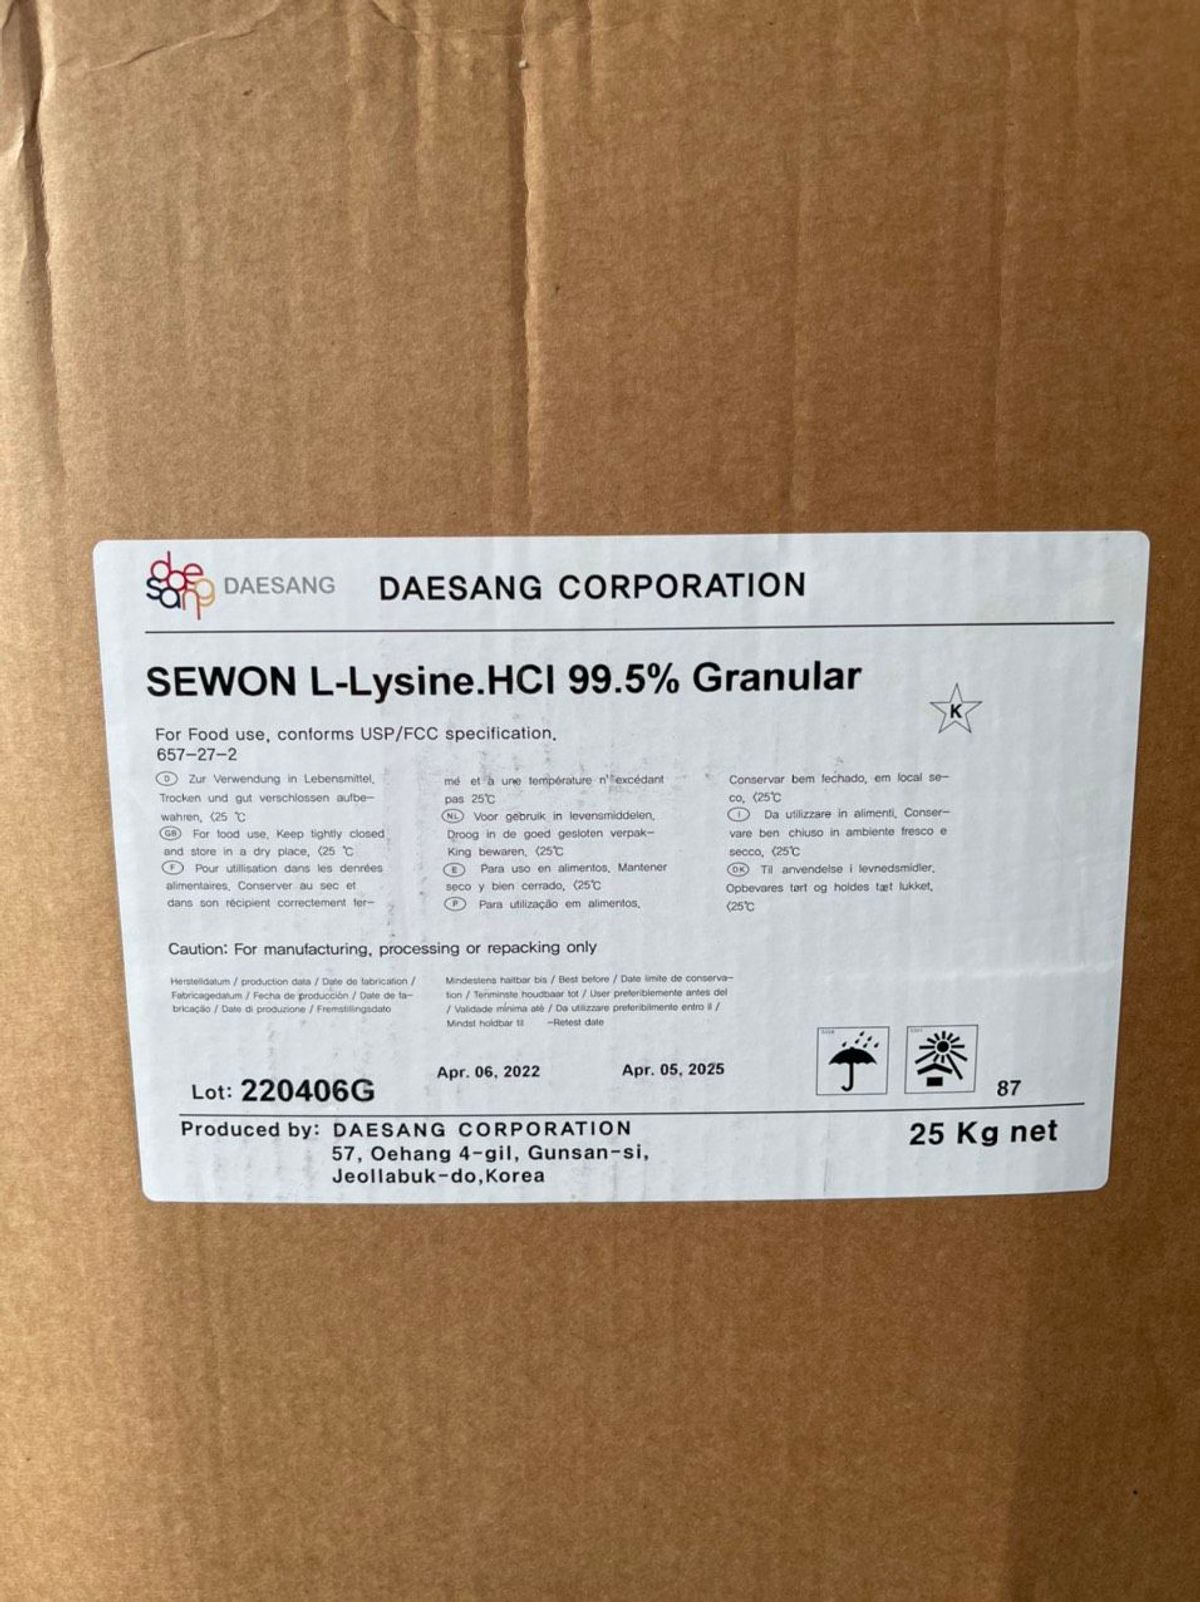 daesang DAESANG DAESANG CORPORATION
SEWON L-Lysine.HCl 99.5% Granular
K
For Food use, conforms USP/FCC specification.
657-27-2
D Zur Verwendung in Lebensmittel.
Trocken und gut verschlossen aufbe-
wahren, <25 ℃
GB For food use, Keep tightly closed
and store in a dry place, <25 ℃
F Pour utilisation dans les denrées
alimentaires. Conserver au sec et
dans son récipient correctement fer-
mé et à une température n'excédant
pas 25℃
NL Voor gebruik in levensmiddelen.
Droog in de goed gesloten verpak-
King bewaren, <25℃
E Para uso en alimentos. Mantener
seco y bien cerrado, <25℃
P Para utilização em alimentos.
Conservar bem fechado, em local se-
co, <25℃
I Da utilizzare in alimenti, Conser-
vare ben chiuso in ambiente fresco e
secco, <25℃
DK Til anvendelse i levnedsmidler.
Opbevares tørt og holdes tæt lukket,
<25℃
Caution: For manufacturing, processing or repacking only
Herstelldatum / production data / Date de fabrication /
Fabricagedatum / Fecha de producción / Date de fa-
bricação / Dato di produzione / Fremstillingsdato
Mindestens haltbar bis / Best before / Date limite de conserva-
tion / Tenminste houdbaar tot / User preferiblemente antes del
/ Validade mínima até / Da utilizzare preferibilmente entro il /
Mindst holdbar til -Retest date
Apr. 06, 2022 Apr. 05, 2025
Lot: 220406G
87
Produced by: DAESANG CORPORATION
57, Oehang 4-gil, Gunsan-si,
Jeollabuk-do,Korea
25 Kg net